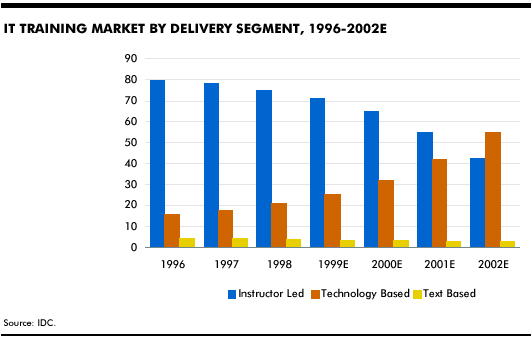 IT TRAINING MARKET BY DELIVERY SEGMENT, 1996-2002E
90
80
70
60
50
40
30
20
10
0
1996 1997 1998 1999E 2000E 2001E 2002E
Instructor Led Technology Based Text Based
Source: IDC.